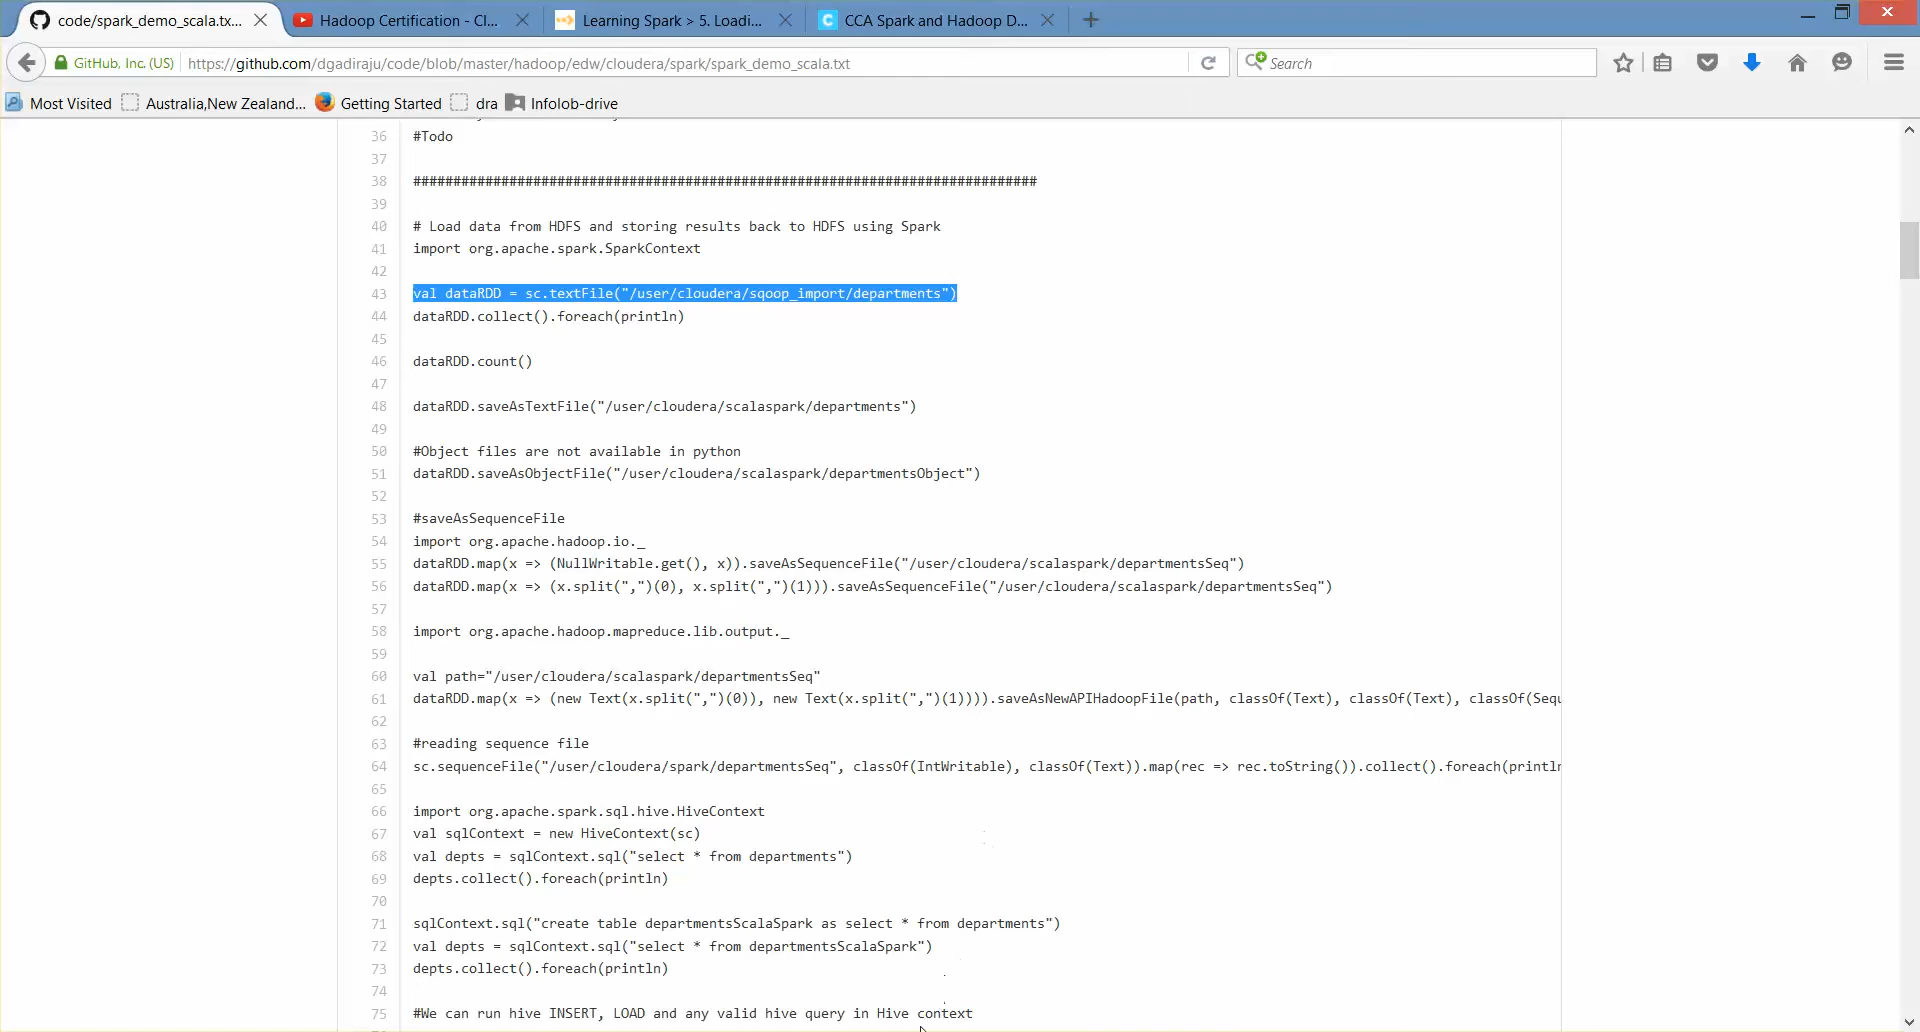 code/spark_demo_scala.tx...
Hadoop Certification - Cl...
Learning Spark > 5. Loadi...
CCA Spark and Hadoop D...
GitHub, Inc. (US)
https://github.com/dgadiraju/code/blob/master/hadoop/edw/cloudera/spark/spark_demo_scala.txt
Search
Most Visited
Australia,New Zealand...
Getting Started
dra
Infolob-drive
36 #Todo
37
38 ##############################################################################
39
40 # Load data from HDFS and storing results back to HDFS using Spark
41 import org.apache.spark.SparkContext
42
43 val dataRDD = sc.textFile("/user/cloudera/sqoop_import/departments")
44 dataRDD.collect().foreach(println)
45
46 dataRDD.count()
47
48 dataRDD.saveAsTextFile("/user/cloudera/scalaspark/departments")
49
50 #Object files are not available in python
51 dataRDD.saveAsObjectFile("/user/cloudera/scalaspark/departmentsObject")
52
53 #saveAsSequenceFile
54 import org.apache.hadoop.io._
55 dataRDD.map(x => (NullWritable.get(), x)).saveAsSequenceFile("/user/cloudera/scalaspark/departmentsSeq")
56 dataRDD.map(x => (x.split(",")(0), x.split(",")(1))).saveAsSequenceFile("/user/cloudera/scalaspark/departmentsSeq")
57
58 import org.apache.hadoop.mapreduce.lib.output._
59
60 val path="/user/cloudera/scalaspark/departmentsSeq"
61 dataRDD.map(x => (new Text(x.split(",")(0)), new Text(x.split(",")(1)))).saveAsNewAPIHadoopFile(path, classOf(Text), classOf(Text), classOf(Sequ
62
63 #reading sequence file
64 sc.sequenceFile("/user/cloudera/spark/departmentsSeq", classOf(IntWritable), classOf(Text)).map(rec => rec.toString()).collect().foreach(println
65
66 import org.apache.spark.sql.hive.HiveContext
67 val sqlContext = new HiveContext(sc)
68 val depts = sqlContext.sql("select * from departments")
69 depts.collect().foreach(println)
70
71 sqlContext.sql("create table departmentsScalaSpark as select * from departments")
72 val depts = sqlContext.sql("select * from departmentsScalaSpark")
73 depts.collect().foreach(println)
74
75 #We can run hive INSERT, LOAD and any valid hive query in Hive context